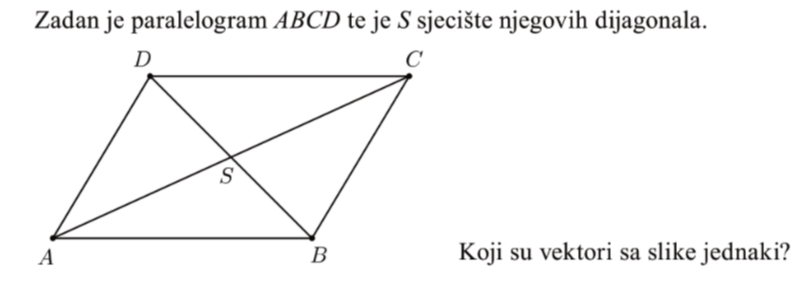 Zadan je paralelogram ABCD te je S sjecište njegovih dijagonala.
D
C
S
A
B
Koji su vektori sa slike jednaki?